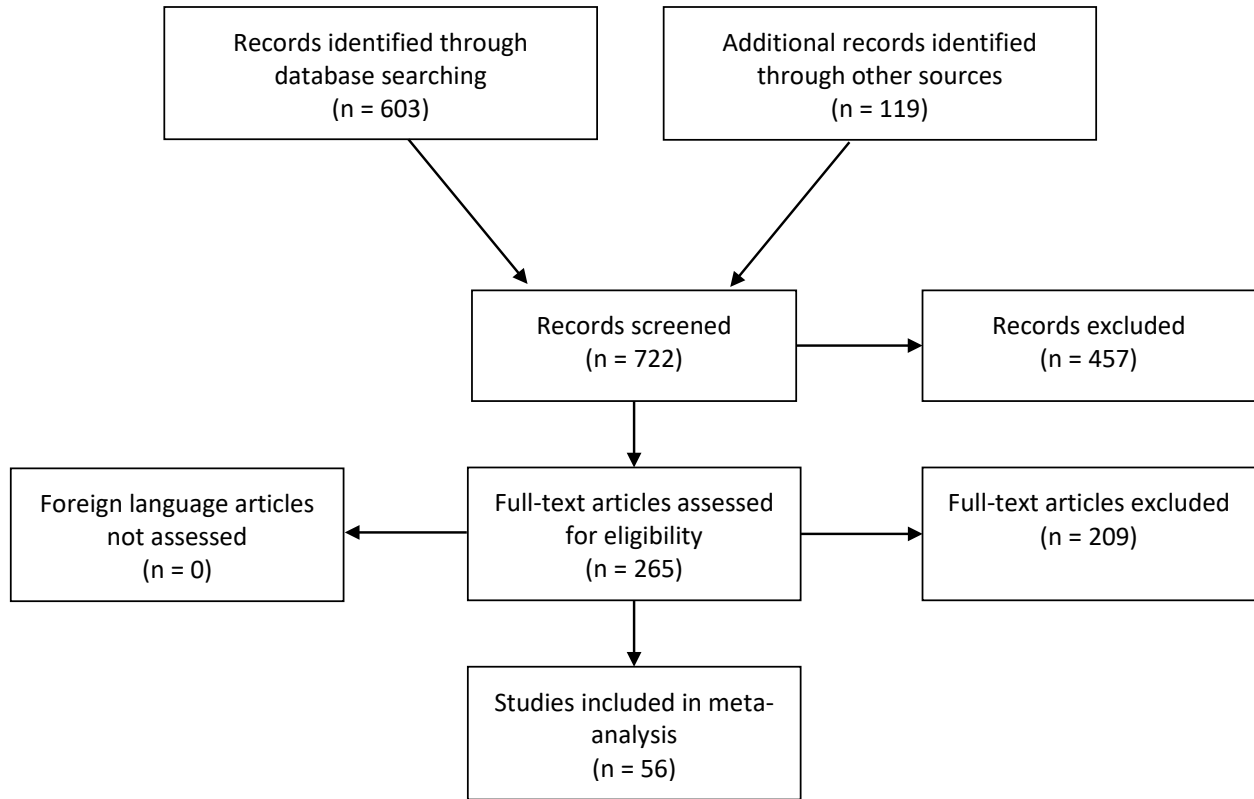 Records identified through
database searching
(n = 603)
Additional records identified
through other sources
(n = 119)
Records screened
(n = 722)
Records excluded
(n = 457)
Foreign language articles
not assessed
(n = 0)
Full-text articles assessed
for eligibility
(n = 265)
Full-text articles excluded
(n = 209)
Studies included in meta-
analysis
(n = 56)